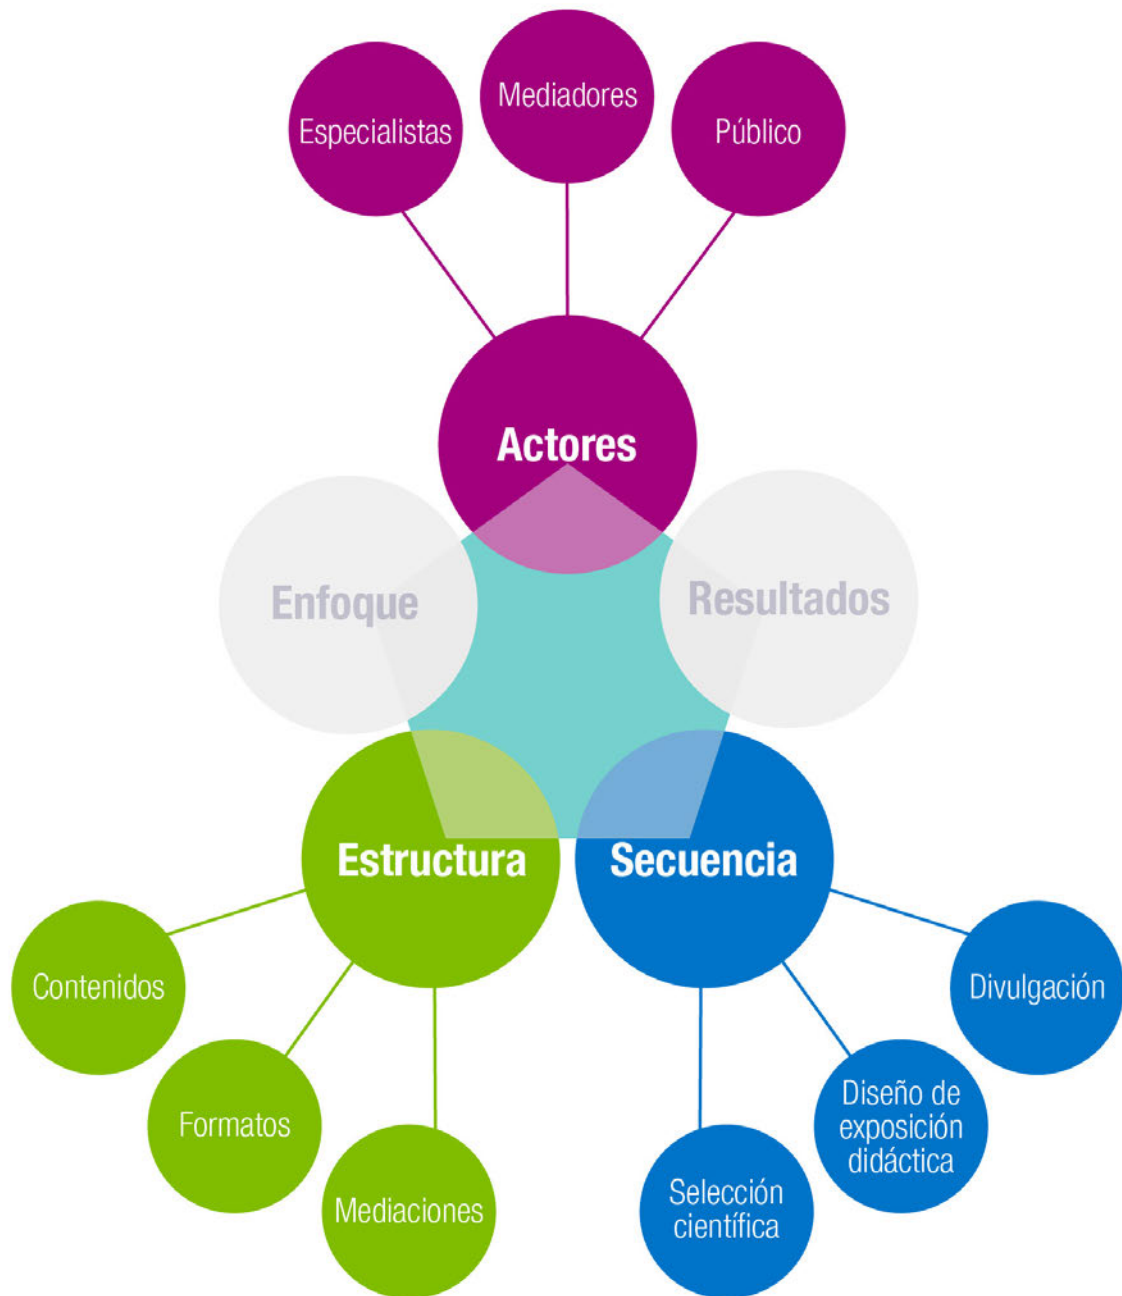 Especialistas
Mediadores
Público
Actores
Enfoque
Resultados
Estructura
Secuencia
Contenidos
Formatos
Mediaciones
Selección
científica
Diseño de
exposición
didáctica
Divulgación